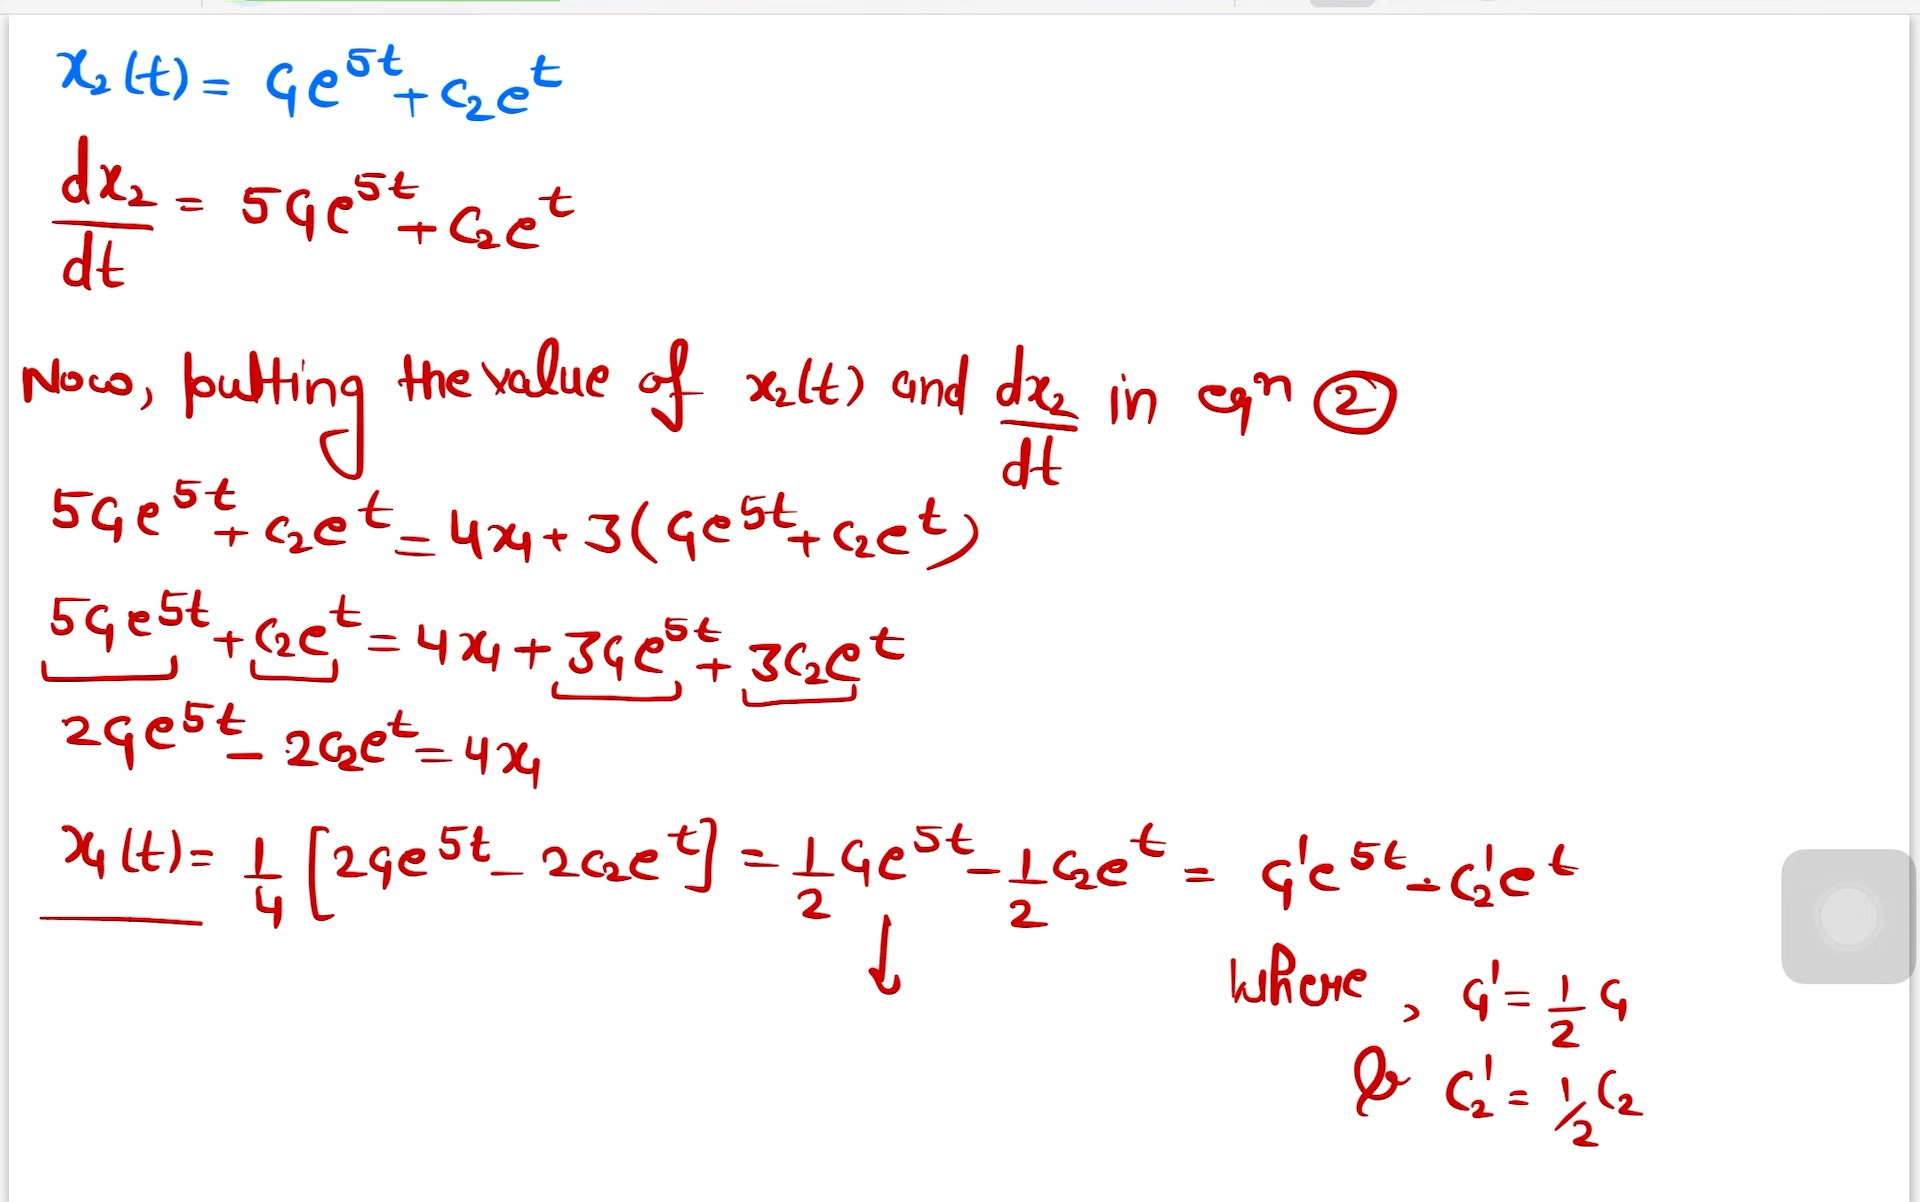 x₂(t) = C₁e^{5t} + C₂e^{t}
dx₂/dt = 5C₁e^{5t} + C₂e^{t}
Now, putting the value of x₂(t) and dx₂/dt in eqⁿ ②
5C₁e^{5t} + C₂e^{t} = 4x₁ + 3(C₁e^{5t} + C₂e^{t})
5C₁e^{5t} + C₂e^{t} = 4x₁ + 3C₁e^{5t} + 3C₂e^{t}
2C₁e^{5t} - 2C₂e^{t} = 4x₁
x₁(t) = 1/4 [2C₁e^{5t} - 2C₂e^{t}] = 1/2 C₁e^{5t} - 1/2 C₂e^{t} = C₁'e^{5t} - C₂'e^{t}
↓
Where, C₁' = 1/2 C₁
& C₂' = 1/2 C₂